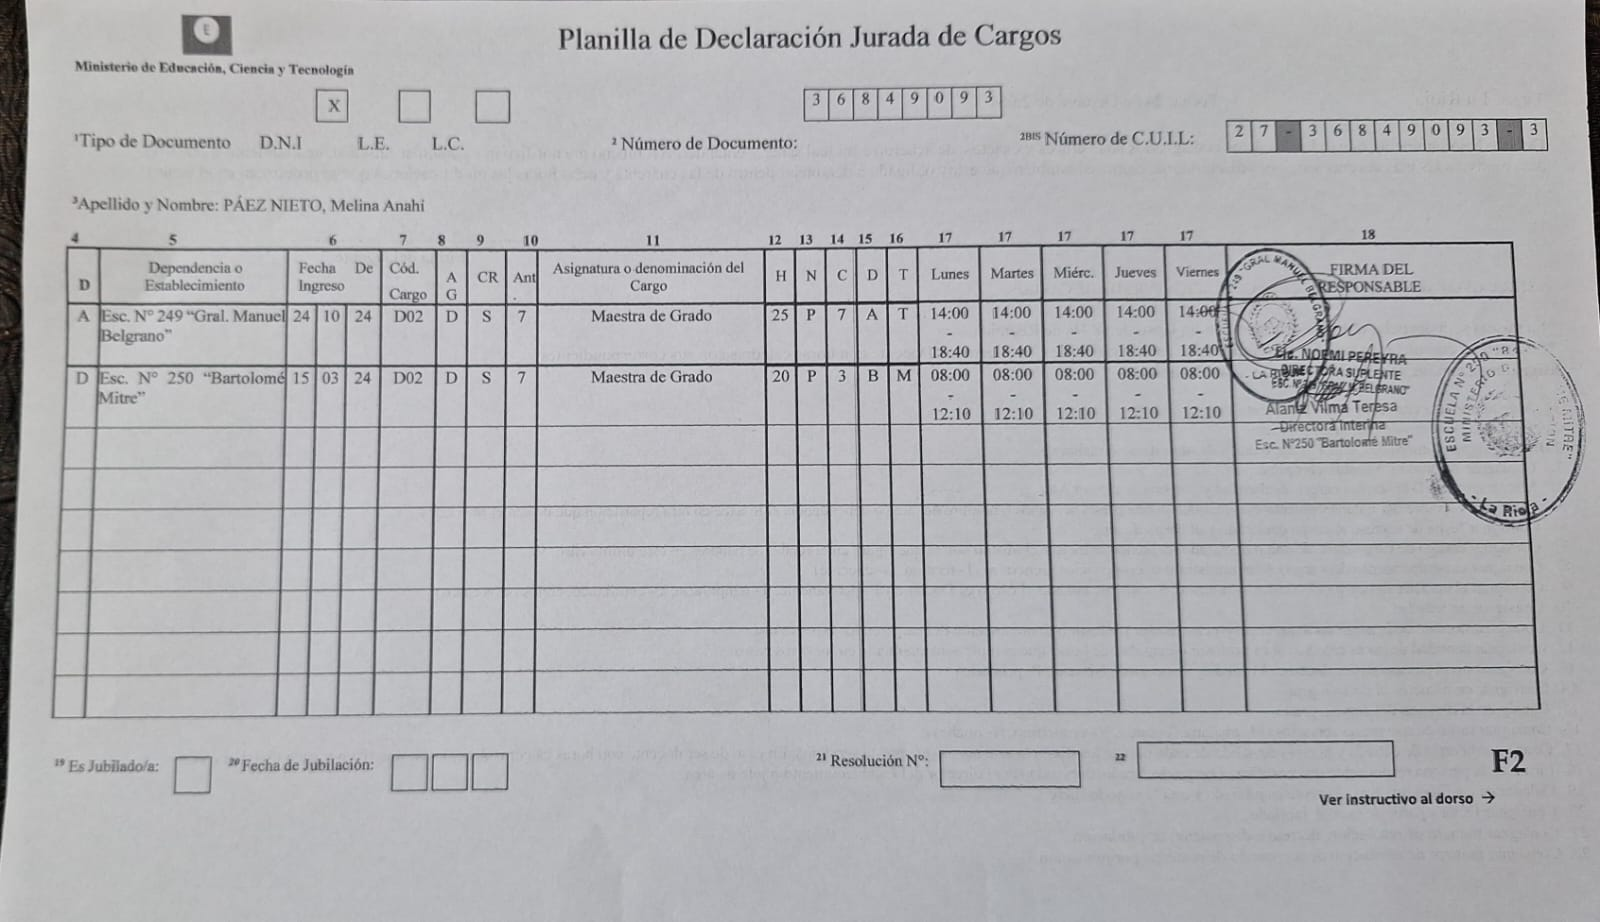 E
Planilla de Declaración Jurada de Cargos
Ministerio de Educación, Ciencia y Tecnología
X
3 6 8 4 9 0 9 3
¹Tipo de Documento D.N.I L.E. L.C.
² Número de Documento:
2BIS Número de C.U.I.L: 2 7 - 3 6 8 4 9 0 9 3 - 3
³Apellido y Nombre: PÁEZ NIETO, Melina Anahi
4 5 6 7 8 9 10 11 12 13 14 15 16 17 17 17 17 17 18
D Dependencia o Establecimiento Fecha De Ingreso Cód. Cargo A G CR Ant. Asignatura o denominación del Cargo H N C D T Lunes Martes Miérc. Jueves Viernes FIRMA DEL RESPONSABLE
A Esc. N° 249 “Gral. Manuel 24 10 24 D02 D S 7 Maestra de Grado 25 P 7 A T 14:00 14:00 14:00 14:00 14:00
Belgrano” - - - - -
18:40 18:40 18:40 18:40 18:40
Lic. NOEMI PEREYRA
DIRECTORA SUPLENTE
D Esc. N° 250 “Bartolomé 15 03 24 D02 D S 7 Maestra de Grado 20 P 3 B M 08:00 08:00 08:00 08:00 08:00
Mitre” - - - - -
12:10 12:10 12:10 12:10 12:10
Vilma Teresa
Directora Interina
Esc. N°250 "Bartolomé Mitre"
ESCUELA N° 250
MINISTERIO
MITRE"
- La Rioja -
¹⁹ Es Jubilado/a: ²⁰ Fecha de Jubilación: ²¹ Resolución N°: ²² F2
Ver instructivo al dorso →